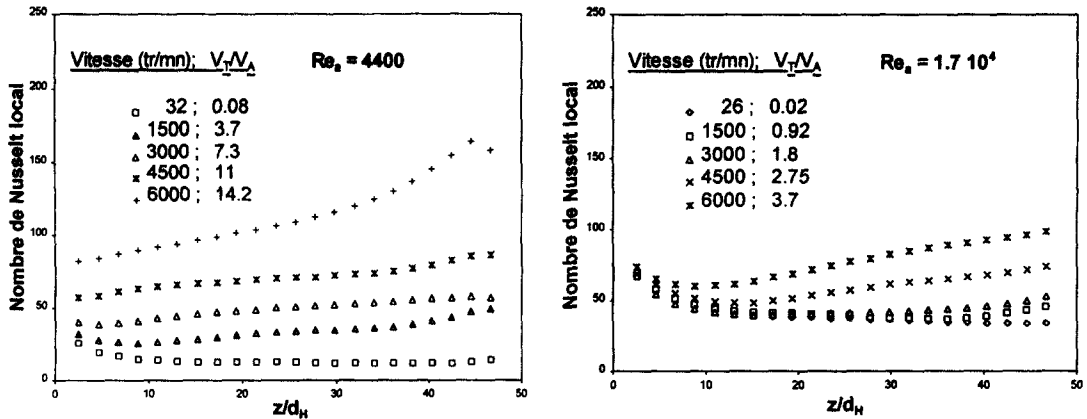 Nombre de Nusselt local
250
200
150
100
50
0
Vitesse (tr/mn); V_T/V_A
Re_a = 4400
32 ; 0.08
1500 ; 3.7
3000 ; 7.3
4500 ; 11
6000 ; 14.2
0 10 20 30 40 50
z/d_H
Nombre de Nusselt local
250
200
150
100
50
0
Vitesse (tr/mn); V_T/V_A
Re_a = 1.7 10⁴
26 ; 0.02
1500 ; 0.92
3000 ; 1.8
4500 ; 2.75
6000 ; 3.7
0 10 20 30 40 50
z/d_H